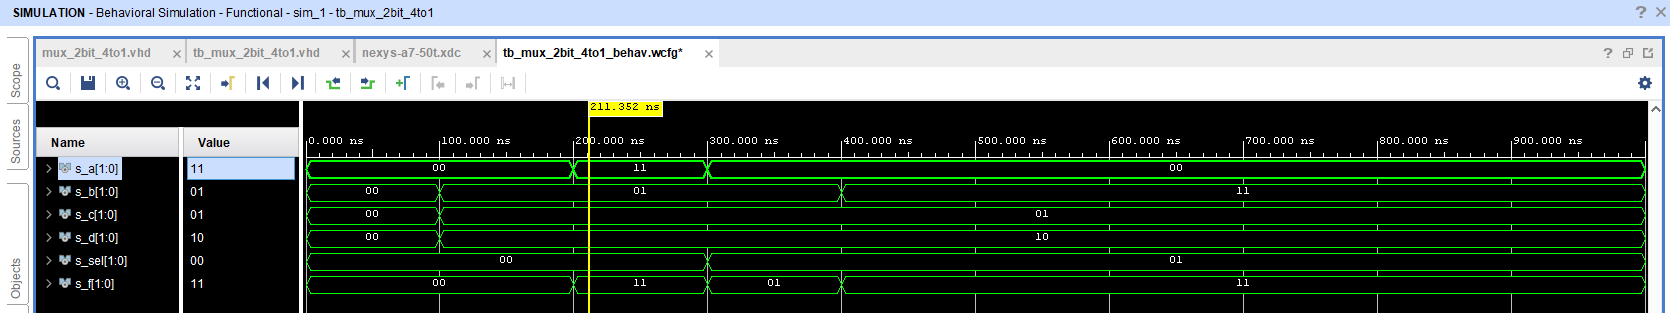 SIMULATION - Behavioral Simulation - Functional - sim_1 - tb_mux_2bit_4to1
mux_2bit_4to1.vhd tb_mux_2bit_4to1.vhd nexys-a7-50t.xdc tb_mux_2bit_4to1_behav.wcfg*
Scope
Sources
Objects
211.352 ns
Name Value 0.000 ns 100.000 ns 200.000 ns 300.000 ns 400.000 ns 500.000 ns 600.000 ns 700.000 ns 800.000 ns 900.000 ns
s_a[1:0] 11 00 11 00
s_b[1:0] 01 00 01 11
s_c[1:0] 01 00 01
s_d[1:0] 10 00 10
s_sel[1:0] 00 00 01
s_f[1:0] 11 00 11 01 11